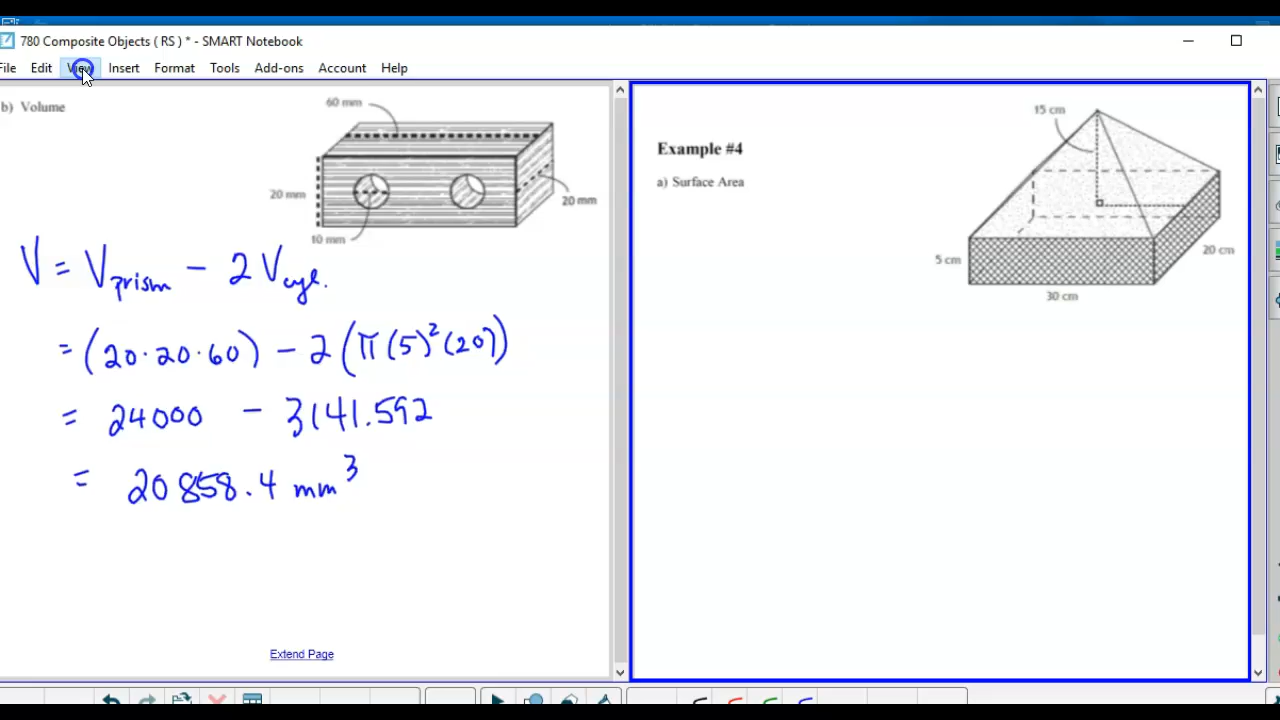 780 Composite Objects ( RS ) * - SMART Notebook
File Edit View Insert Format Tools Add-ons Account Help
b) Volume
60 mm
20 mm
20 mm
10 mm
V = Vprism - 2 Vcyl.
= (20·20·60) - 2 (π(5)²(20))
= 24000 - 3141.592
= 20858.4 mm³
Extend Page
Example #4
a) Surface Area
15 cm
5 cm
20 cm
30 cm